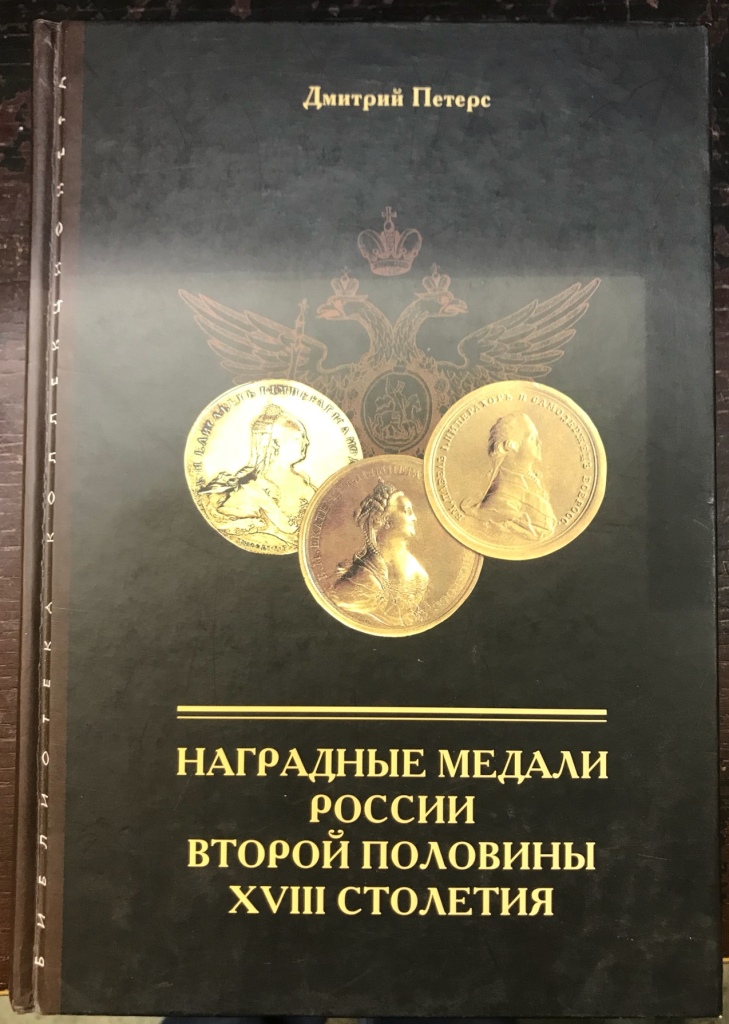 Дмитрий Петерс
НАГРАДНЫЕ МЕДАЛИ
РОССИИ
ВТОРОЙ ПОЛОВИНЫ
XVIII СТОЛЕТИЯ
БИБЛИОТЕКА КОЛЛЕКЦИОНЕРА